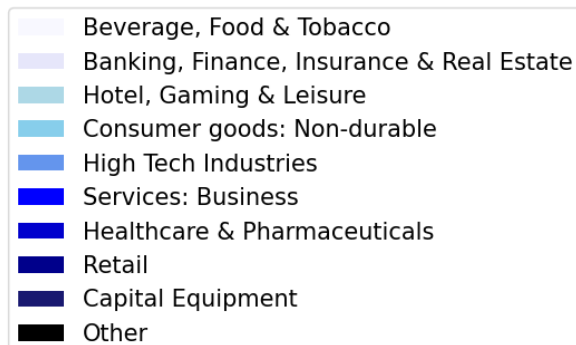 Beverage, Food & Tobacco
Banking, Finance, Insurance & Real Estate
Hotel, Gaming & Leisure
Consumer goods: Non-durable
High Tech Industries
Services: Business
Healthcare & Pharmaceuticals
Retail
Capital Equipment
Other